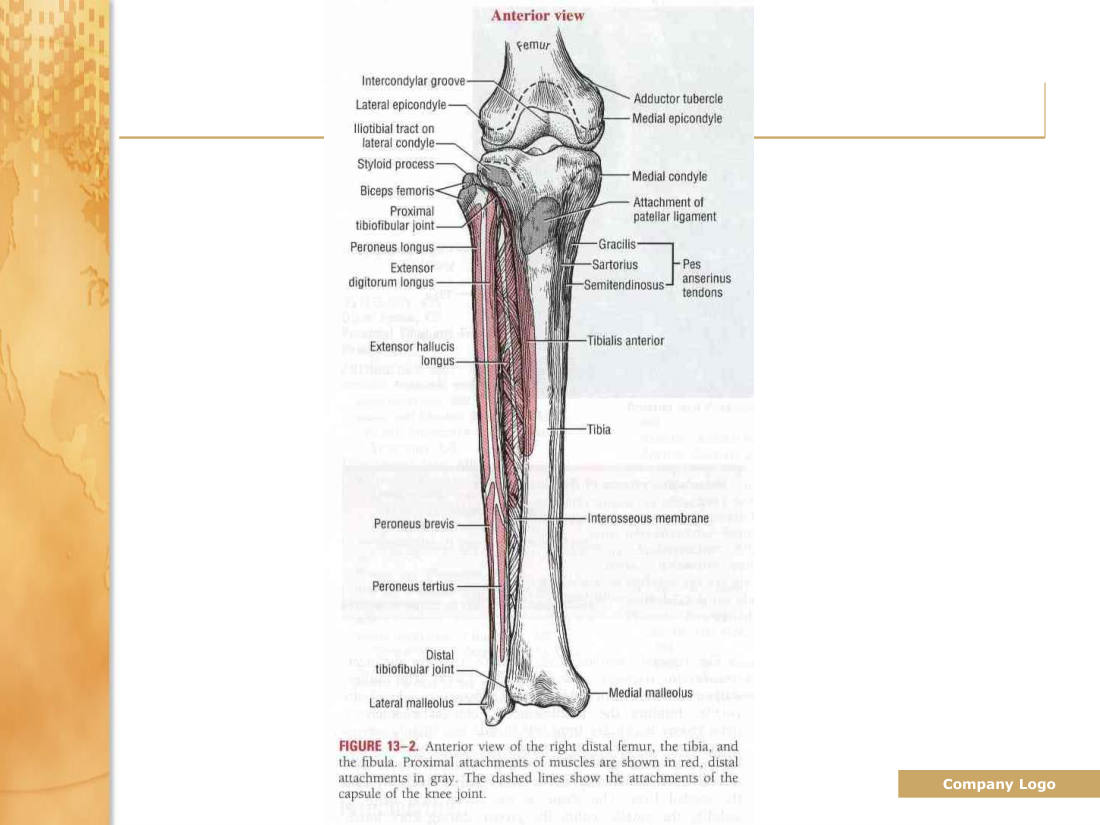 Anterior view
Femur
Intercondylar groove
Lateral epicondyle
Iliotibial tract on
lateral condyle
Styloid process
Biceps femoris
Proximal
tibiofibular joint
Peroneus longus
Extensor
digitorum longus
Extensor hallucis
longus
Peroneus brevis
Peroneus tertius
Distal
tibiofibular joint
Lateral malleolus
Adductor tubercle
Medial epicondyle
Medial condyle
Attachment of
patellar ligament
Gracilis
Sartorius
Semitendinosus
Pes
anserinus
tendons
Tibialis anterior
Tibia
Interosseous membrane
Medial malleolus
FIGURE 13–2. Anterior view of the right distal femur, the tibia, and
the fibula. Proximal attachments of muscles are shown in red, distal
attachments in gray. The dashed lines show the attachments of the
capsule of the knee joint.
Company Logo